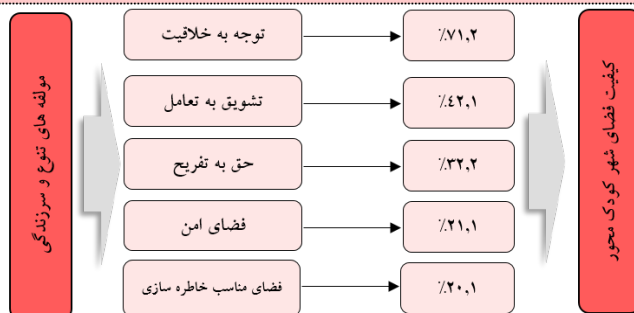 مولفه های تنوع و سرزندگی
توجه به خلاقیت
٪۷۱,۲
تشویق به تعامل
٪٤۲,۱
حق به تفریح
٪۳۲,۲
فضای امن
٪۲۱,۱
فضای مناسب خاطره سازی
٪۲۰,۱
کیفیت فضای شهر کودک محور